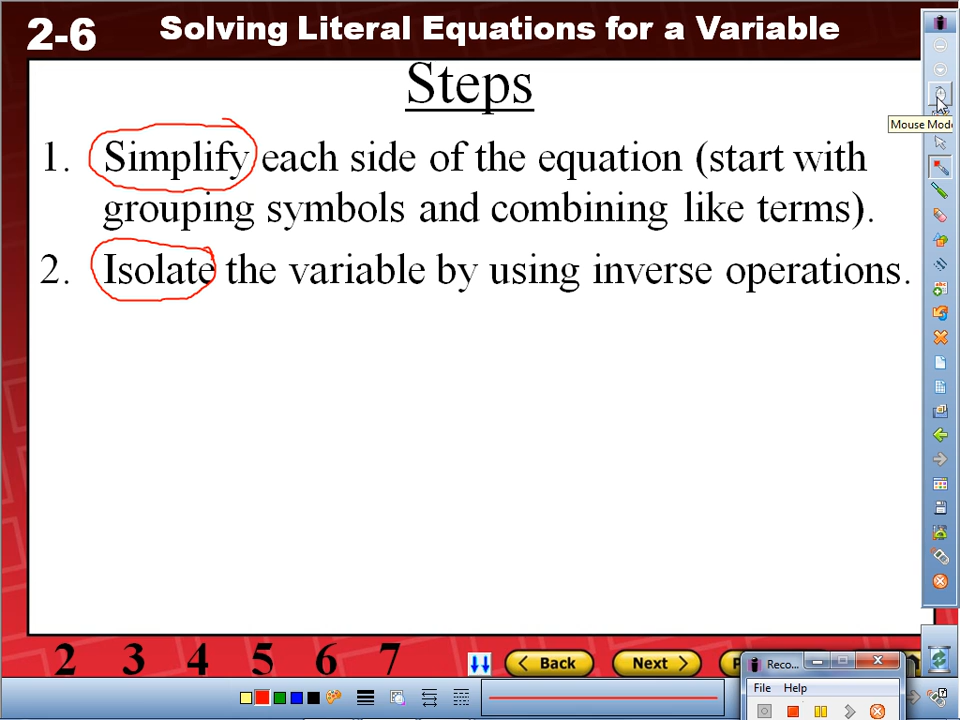 2-6 Solving Literal Equations for a Variable
Steps
1. Simplify each side of the equation (start with
grouping symbols and combining like terms).
2. Isolate the variable by using inverse operations.
Mouse Mod
2 3 4 5 6 7
Back Next
Reco...
File Help